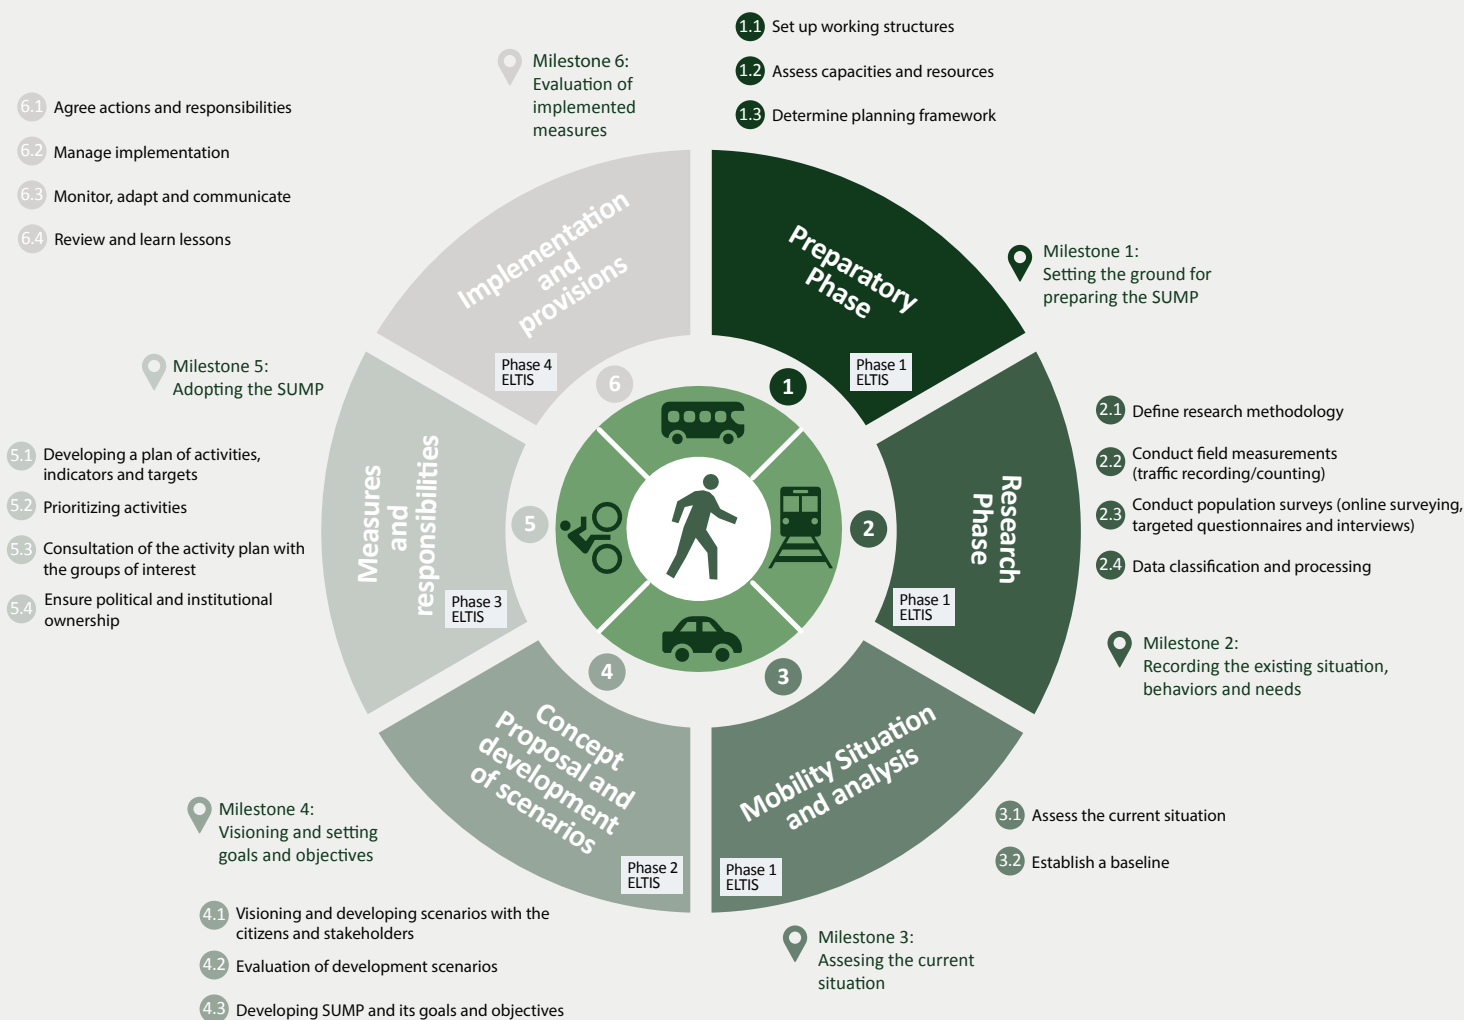 1.1 Set up working structures
1.2 Assess capacities and resources
1.3 Determine planning framework
Milestone 6:
Evaluation of
implemented
measures
6.1 Agree actions and responsibilities
6.2 Manage implementation
6.3 Monitor, adapt and communicate
6.4 Review and learn lessons
Implementation
and
provisions
Phase 4
ELTIS
6
Preparatory
Phase
Phase 1
ELTIS
1
Milestone 1:
Setting the ground for
preparing the SUMP
Milestone 5:
Adopting the SUMP
5.1 Developing a plan of activities,
indicators and targets
5.2 Prioritizing activities
5.3 Consultation of the activity plan with
the groups of interest
5.4 Ensure political and institutional
ownership
Measures
and
responsibilities
Phase 3
ELTIS
5
2
Research
Phase
Phase 1
ELTIS
2.1 Define research methodology
2.2 Conduct field measurements
(traffic recording/counting)
2.3 Conduct population surveys (online surveying,
targeted questionnaires and interviews)
2.4 Data classification and processing
Milestone 2:
Recording the existing situation,
behaviors and needs
4
Concept
Proposal and
development
of scenarios
Phase 2
ELTIS
3
Mobility Situation
and analysis
Phase 1
ELTIS
3.1 Assess the current situation
3.2 Establish a baseline
Milestone 4:
Visioning and setting
goals and objectives
4.1 Visioning and developing scenarios with the
citizens and stakeholders
4.2 Evaluation of development scenarios
4.3 Developing SUMP and its goals and objectives
Milestone 3:
Assesing the current
situation